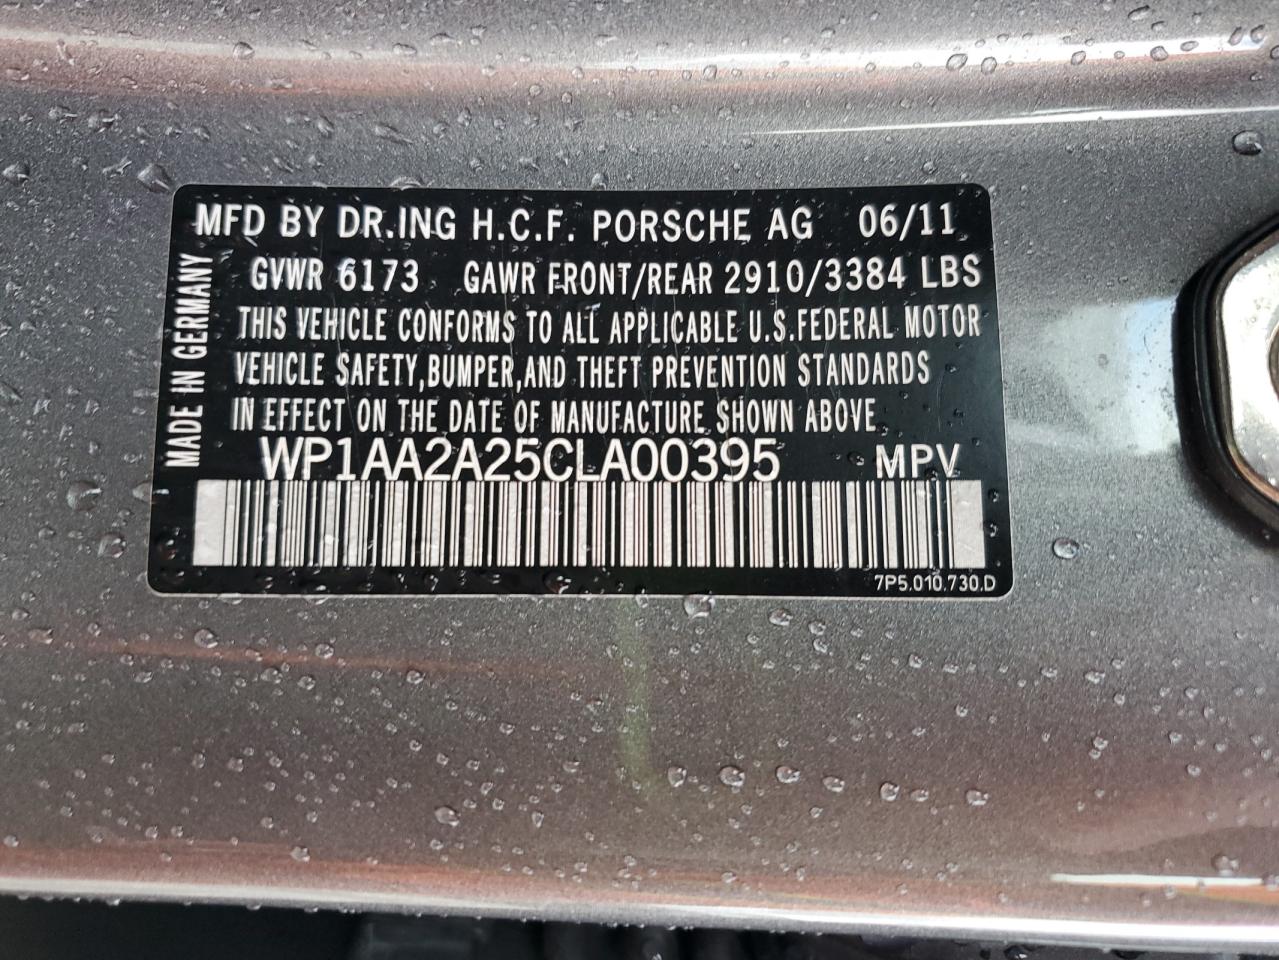 MFD BY DR.ING H.C.F. PORSCHE AG 06/11
GVWR 6173 GAWR FRONT/REAR 2910/3384 LBS
THIS VEHICLE CONFORMS TO ALL APPLICABLE U.S.FEDERAL MOTOR
VEHICLE SAFETY,BUMPER,AND THEFT PREVENTION STANDARDS
IN EFFECT ON THE DATE OF MANUFACTURE SHOWN ABOVE
WP1AA2A25CLA00395 MPV
7P5.010.730.D
MADE IN GERMANY